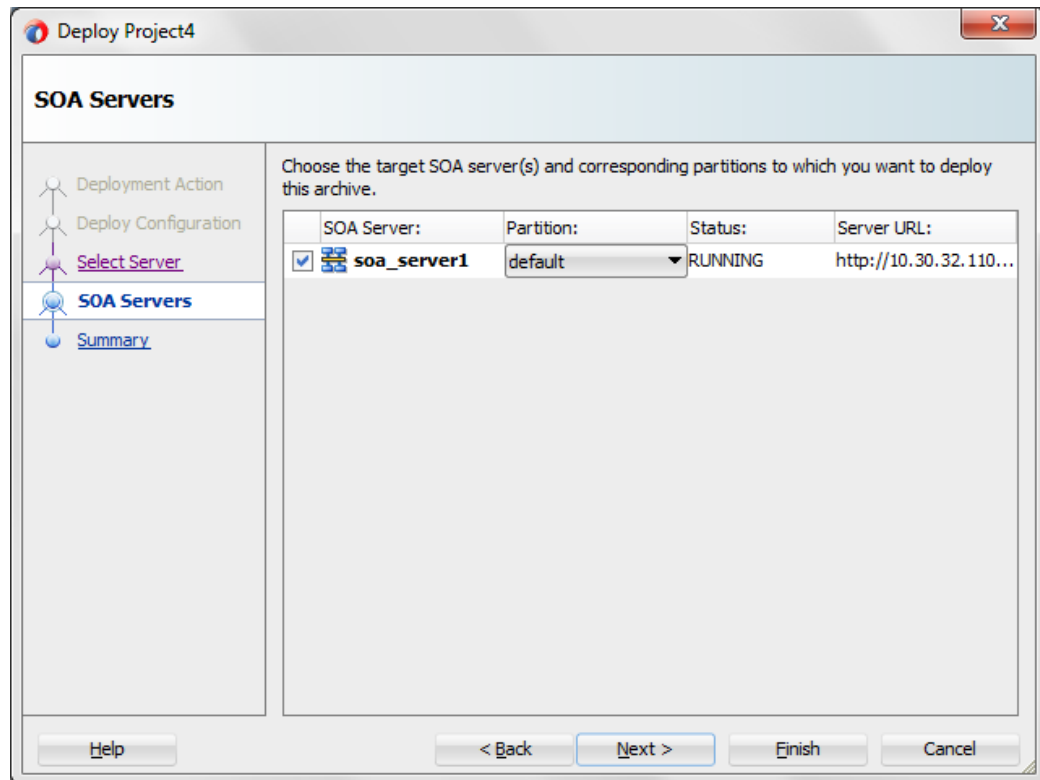 Deploy Project4
SOA Servers
Deployment Action
Deploy Configuration
Select Server
SOA Servers
Summary
Choose the target SOA server(s) and corresponding partitions to which you want to deploy
this archive.
SOA Server: Partition: Status: Server URL:
soa_server1 default RUNNING http://10.30.32.110...
Help < Back Next > Finish Cancel